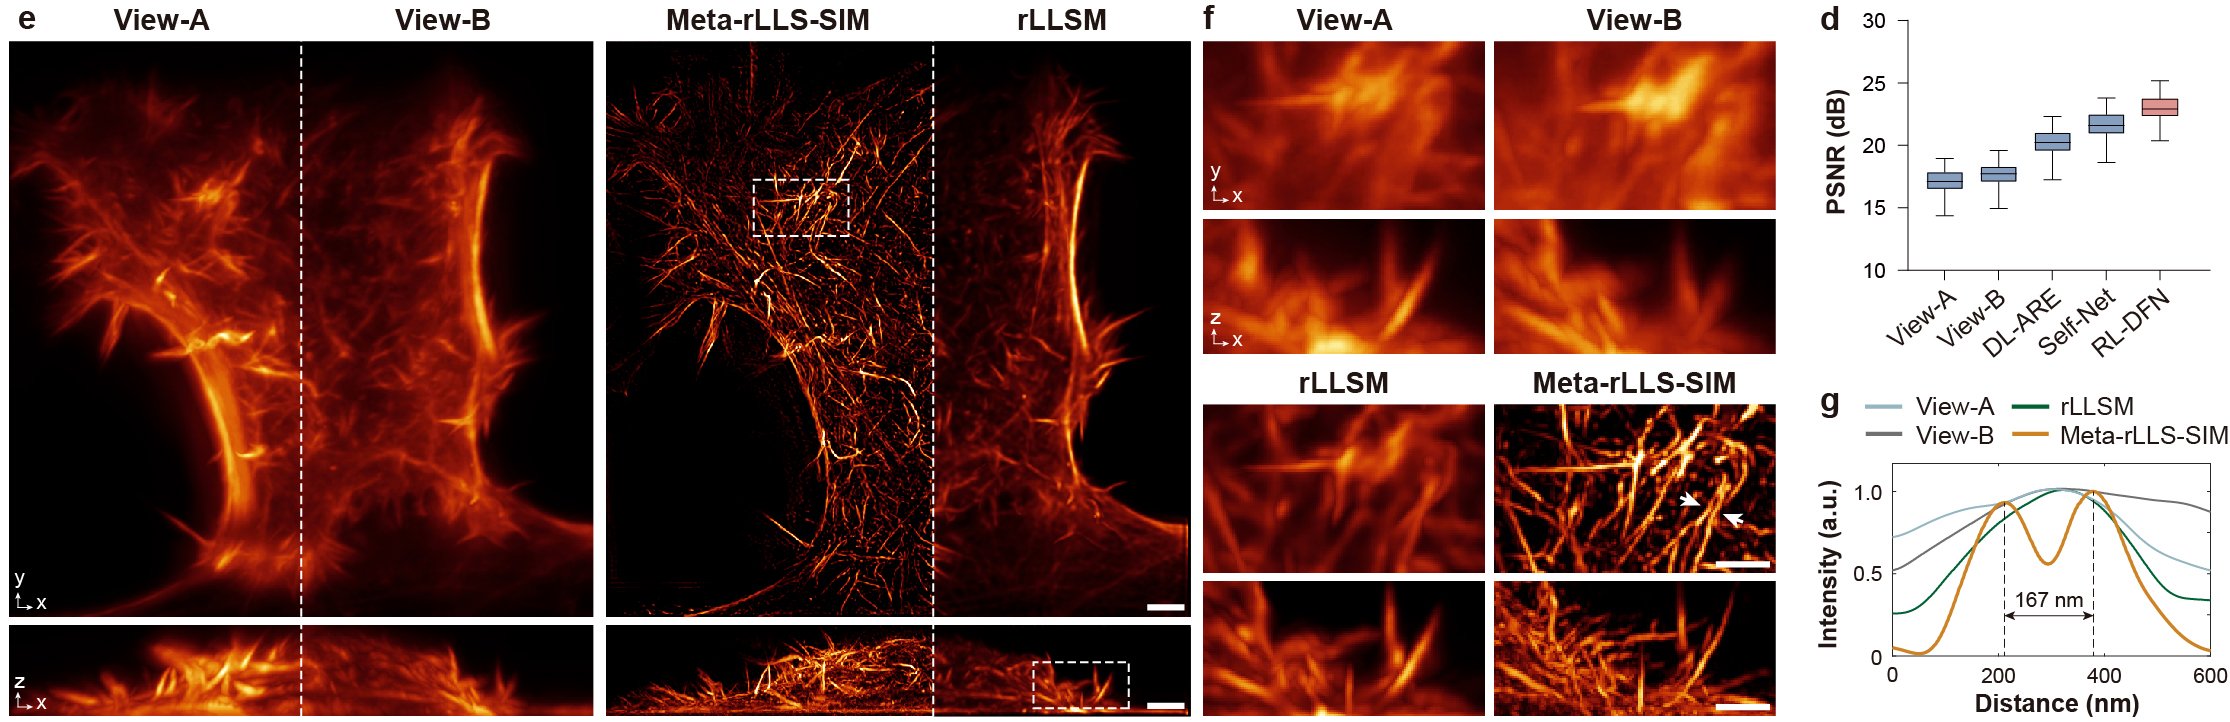 e
View-A
View-B
Meta-rLLS-SIM
rLLSM
y
x
z
x
f
View-A
View-B
y
x
z
x
rLLSM
Meta-rLLS-SIM
d
30
25
20
15
10
PSNR (dB)
View-A
View-B
DL-ARE
Self-Net
RL-DFN
g
View-A
rLLSM
View-B
Meta-rLLS-SIM
1.0
0.5
0
Intensity (a.u.)
167 nm
0
200
400
600
Distance (nm)